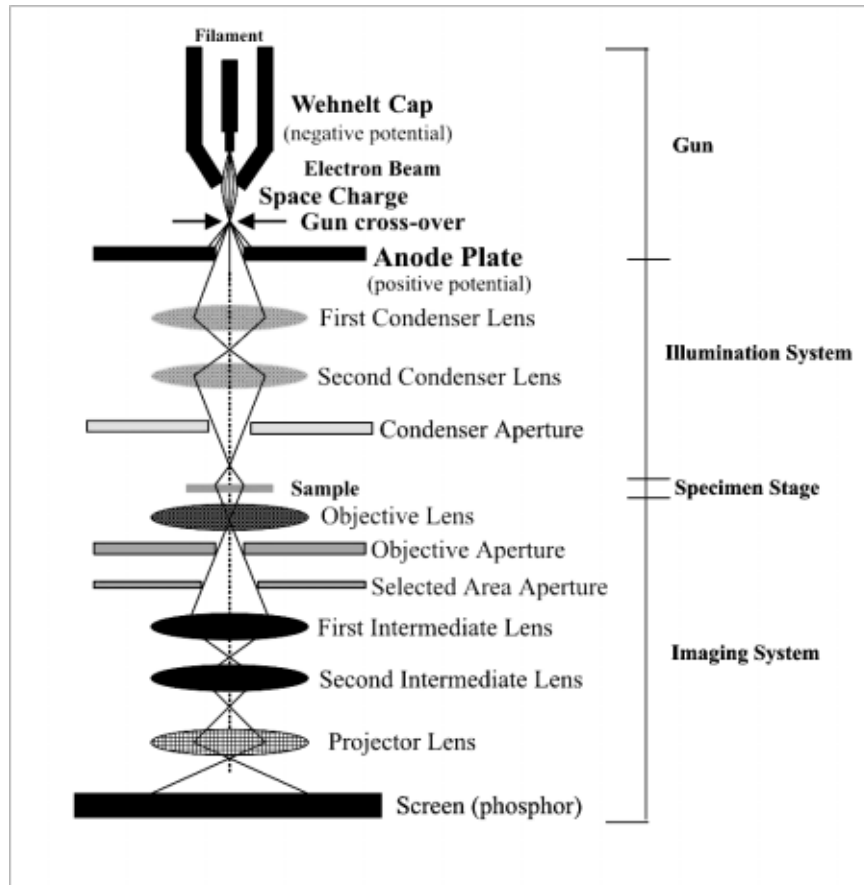 Filament
Wehnelt Cap
(negative potential)
Gun
Electron Beam
Space Charge
Gun cross-over
Anode Plate
(positive potential)
First Condenser Lens
Illumination System
Second Condenser Lens
Condenser Aperture
Sample
Specimen Stage
Objective Lens
Objective Aperture
Selected Area Aperture
First Intermediate Lens
Imaging System
Second Intermediate Lens
Projector Lens
Screen (phosphor)